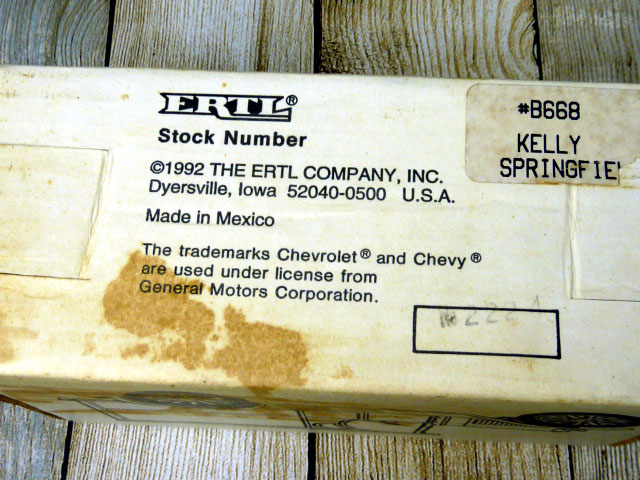 ERTL®
Stock Number
©1992 THE ERTL COMPANY, INC.
Dyersville, Iowa 52040-0500 U.S.A.
Made in Mexico
The trademarks Chevrolet® and Chevy®
are used under license from
General Motors Corporation.
#B668
KELLY